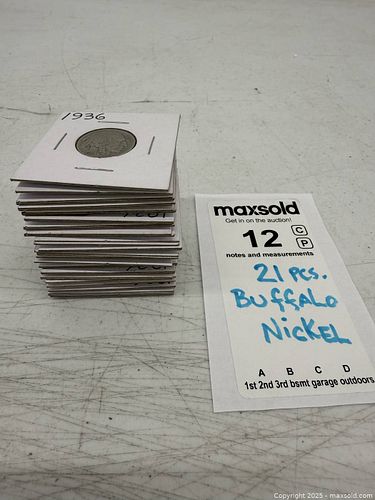 1936
maxsold
Get in on the auction!
12 C
P
notes and measurements
21 PCS.
BUFFALO
NICKEL
A B C D
1st 2nd 3rd bsmt garage outdoors
Copyright 2025 - maxsold.com